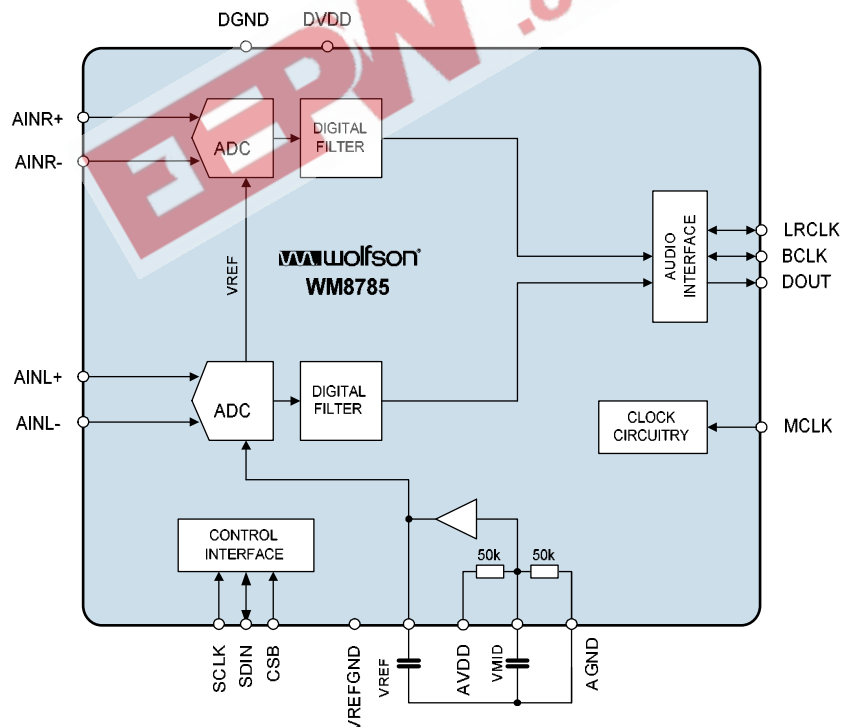 DGND DVDD
EEPW.c
AINR+
AINR-
ADC
DIGITAL
FILTER
VREF
wolfson
WM8785
AUDIO
INTERFACE
LRCLK
BCLK
DOUT
AINL+
AINL-
ADC
DIGITAL
FILTER
CLOCK
CIRCUITRY
MCLK
CONTROL
INTERFACE
50k 50k
SCLK
SDIN
CSB
VREFGND
VREF
AVDD
VMID
AGND